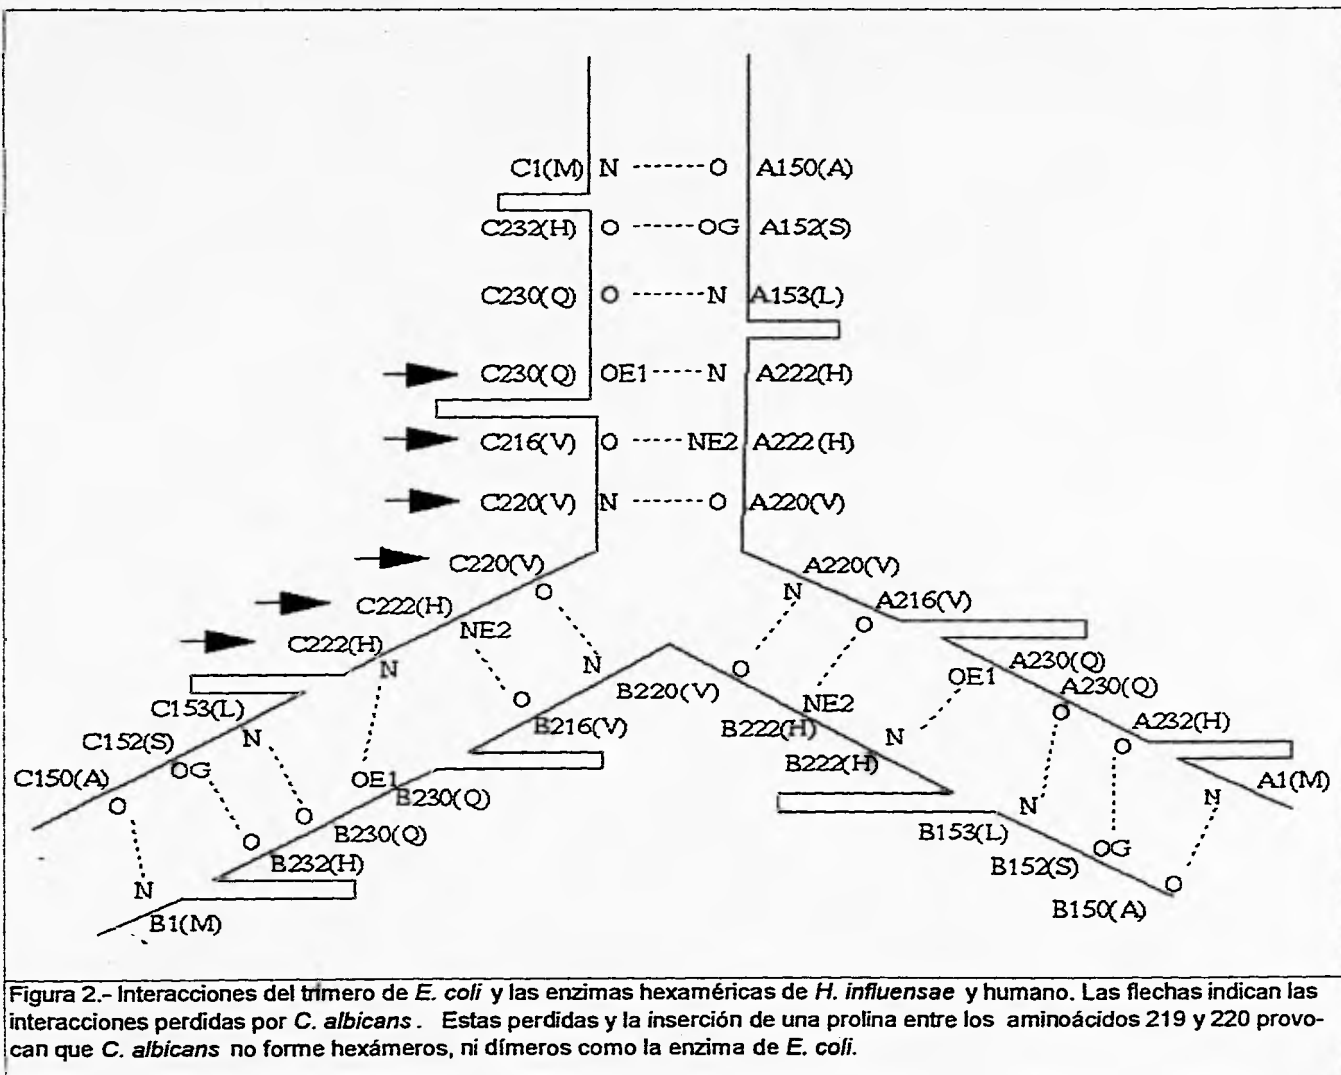 C1(M) N ------- O A150(A)
C232(H) O ------ OG A152(S)
C230(Q) O ------- N A153(L)
C230(Q) OE1 ----- N A222(H)
C216(V) O ----- NE2 A222(H)
C220(V) N ------- O A220(V)
C220(V) A220(V)
O N
C222(H) A216(V)
NE2 O
C222(H) A230(Q)
N N OE1 A230(Q)
B220(V) O
C153(L) O B216(V) NE2 O A232(H)
N B222(H) N O
C152(S) B222(H)
OG
C150(A) OE1 A1(M)
O B230(Q) N
O N
B230(Q) B153(L)
O OG
B232(H) B152(S)
N O
B1(M) B150(A)
Figura 2.- Interacciones del trimero de E. coli y las enzimas hexaméricas de H. influensae y humano. Las flechas indican las
interacciones perdidas por C. albicans. Estas perdidas y la inserción de una prolina entre los aminoácidos 219 y 220 provo-
can que C. albicans no forme hexámeros, ni dímeros como la enzima de E. coli.